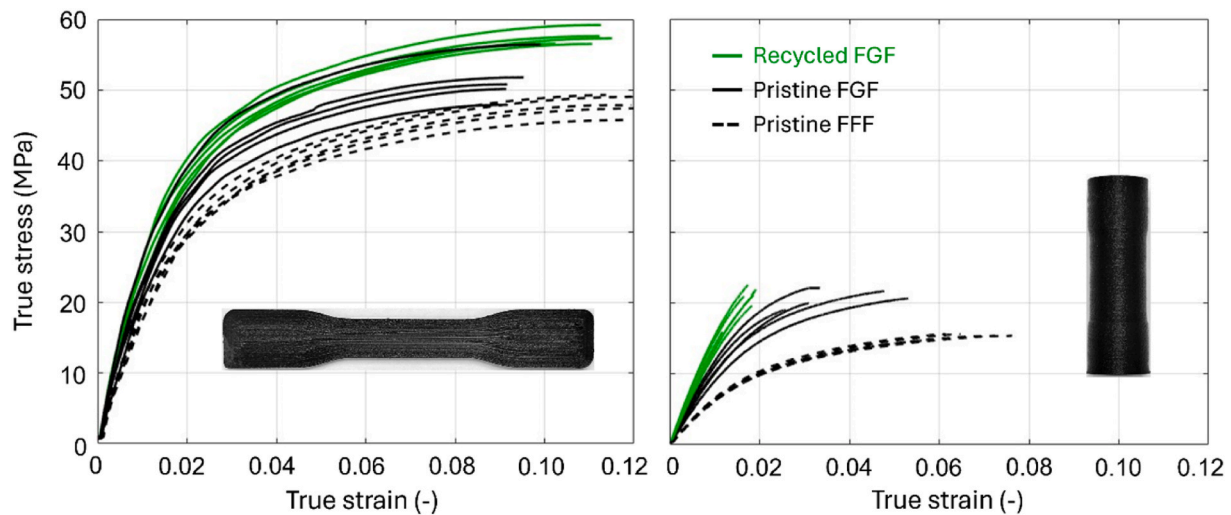 True stress (MPa)
60
50
40
30
20
10
0
0 0.02 0.04 0.06 0.08 0.10 0.12
True strain (-)
Recycled FGF
Pristine FGF
Pristine FFF
0 0.02 0.04 0.06 0.08 0.10 0.12
True strain (-)